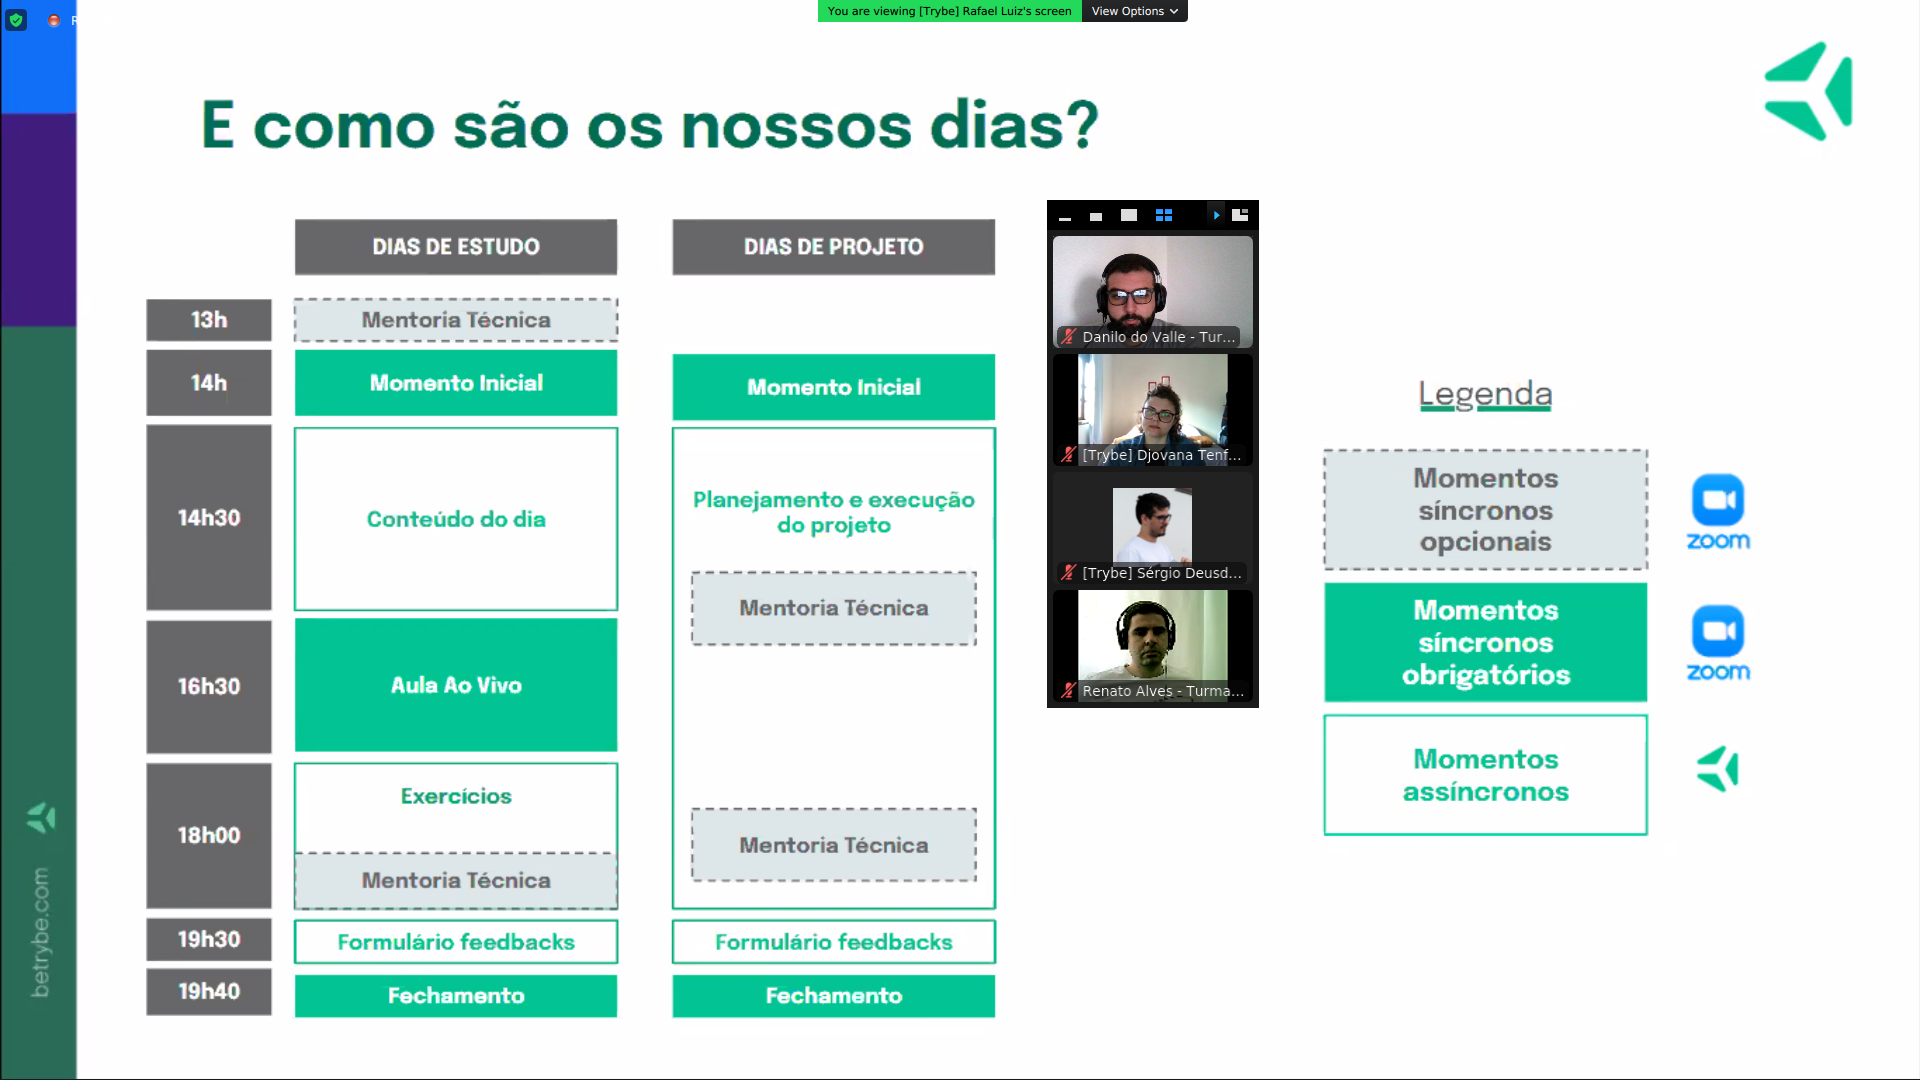 You are viewing [Trybe] Rafael Luiz's screen
View Options
E como são os nossos dias?
DIAS DE ESTUDO
DIAS DE PROJETO
13h
Mentoria Técnica
14h
Momento Inicial
Momento Inicial
14h30
Conteúdo do dia
Planejamento e execução
do projeto
Mentoria Técnica
16h30
Aula Ao Vivo
18h00
Exercícios
Mentoria Técnica
Mentoria Técnica
19h30
Formulário feedbacks
Formulário feedbacks
19h40
Fechamento
Fechamento
Danilo do Valle - Tur...
[Trybe] Djovana Tenf...
[Trybe] Sérgio Deusd...
Renato Alves - Turma...
Legenda
Momentos
síncronos
opcionais
zoom
Momentos
síncronos
obrigatórios
zoom
Momentos
assíncronos
betrybe.com